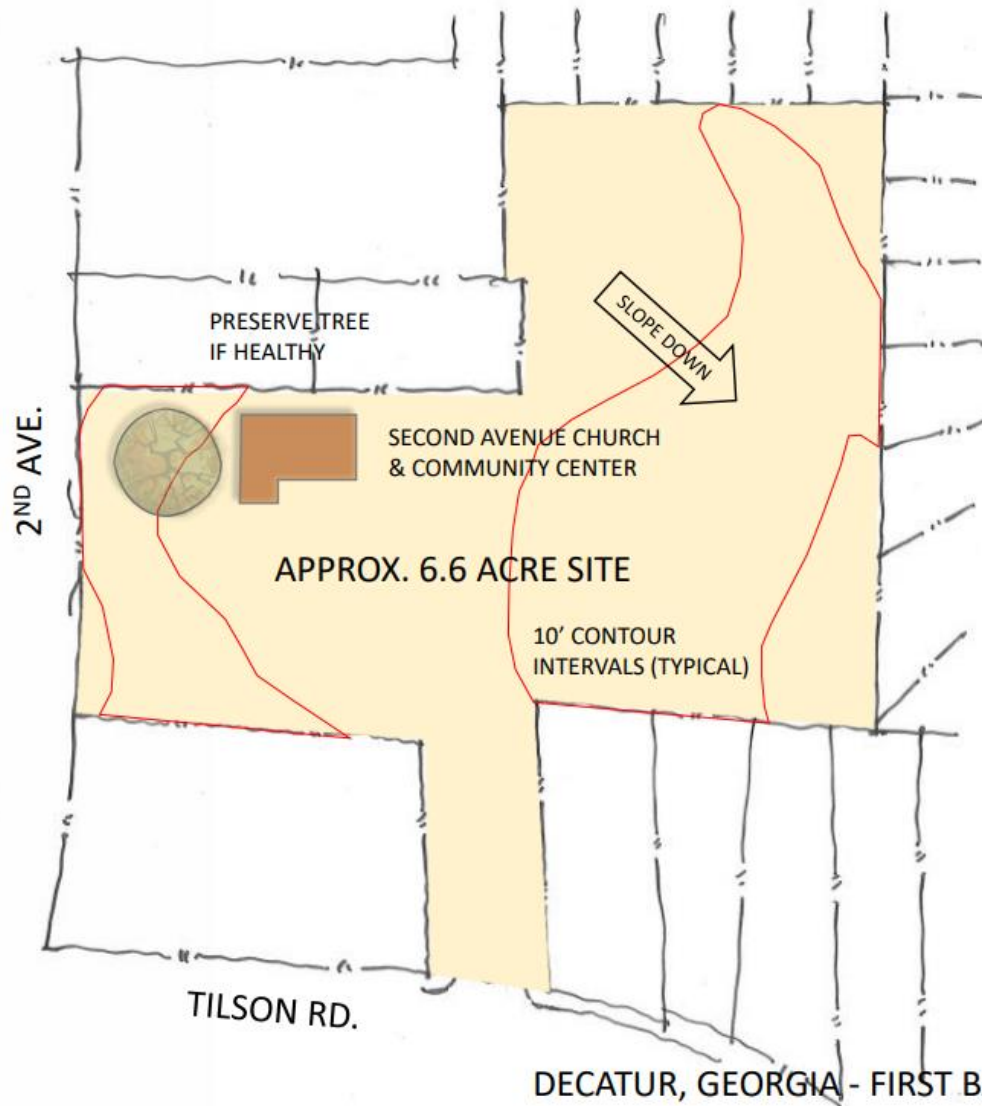 PRESERVE TREE
IF HEALTHY
SLOPE DOWN
2ND AVE.
SECOND AVENUE CHURCH
& COMMUNITY CENTER
APPROX. 6.6 ACRE SITE
10' CONTOUR
INTERVALS (TYPICAL)
TILSON RD.
DECATUR, GEORGIA - FIRST B